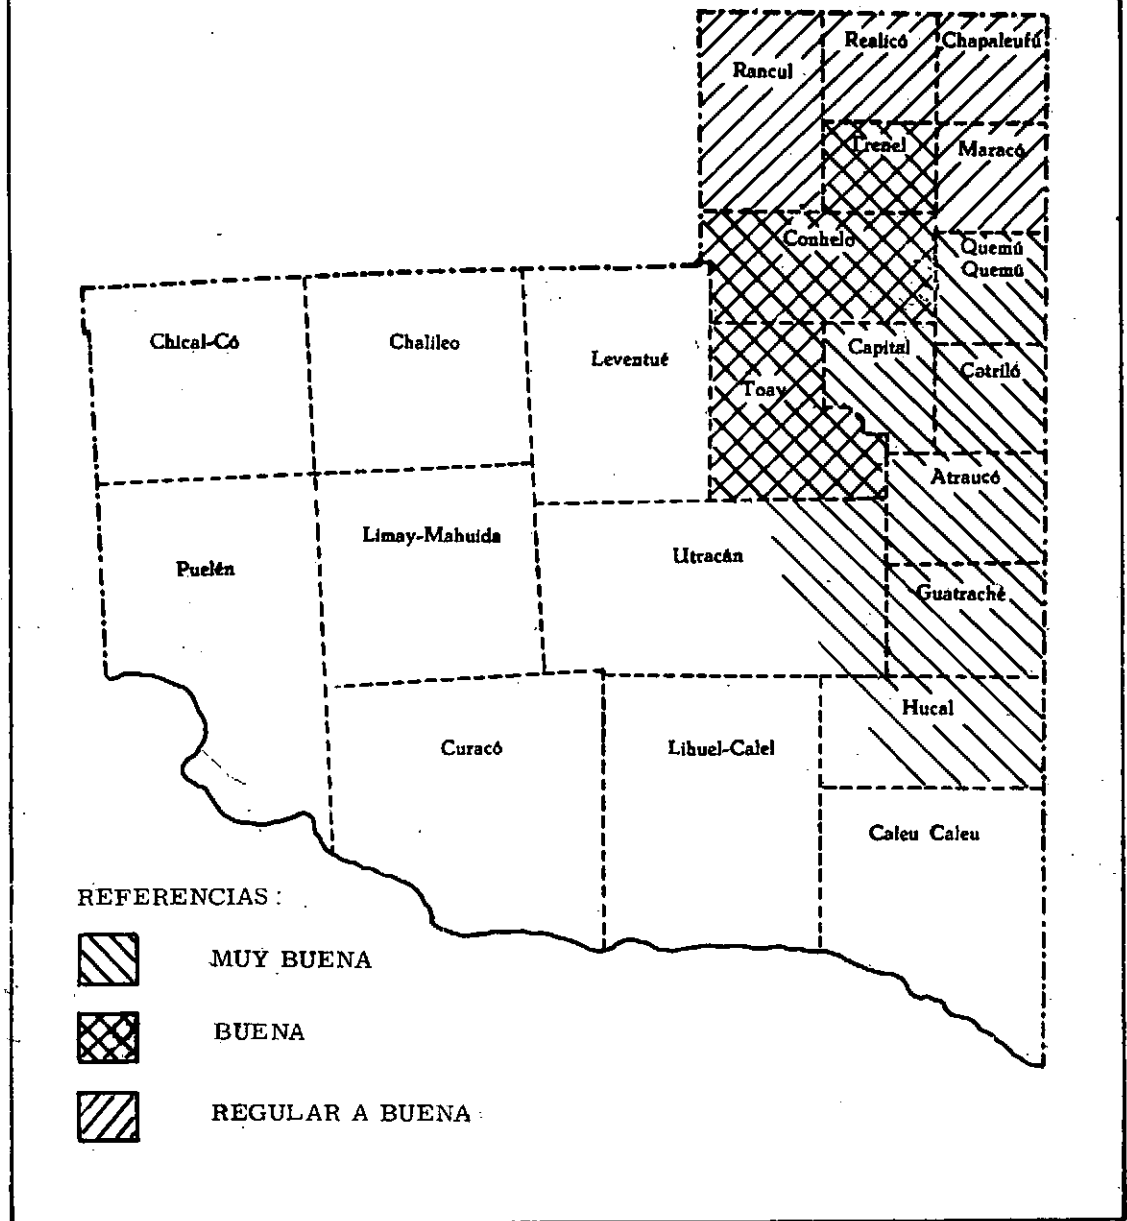 Realicó
Chapaleufú
Rancul
Trenel
Maracó
Conhelo
Quemú
Quemú
Chical-Có
Chalileo
Leventué
Capital
Catriló
Toay
Atraucó
Limay-Mahuida
Utracán
Puelén
Guatraché
Hucal
Curacó
Lihuel-Calel
Caleu Caleu
REFERENCIAS:
MUY BUENA
BUENA
REGULAR A BUENA